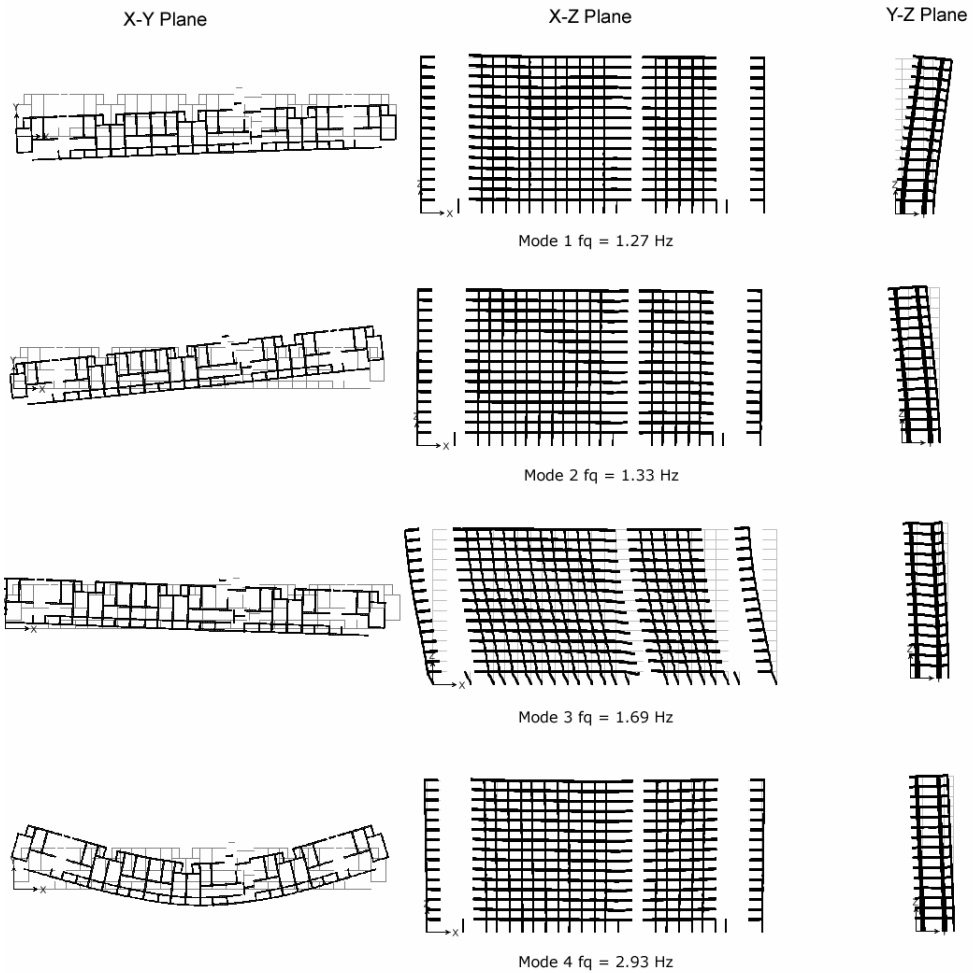 X-Y Plane X-Z Plane Y-Z Plane
Y X Z X Z
Mode 1 fq = 1.27 Hz
X Z X Z
Mode 2 fq = 1.33 Hz
X Z X Z
Mode 3 fq = 1.69 Hz
X Z X Z
Mode 4 fq = 2.93 Hz